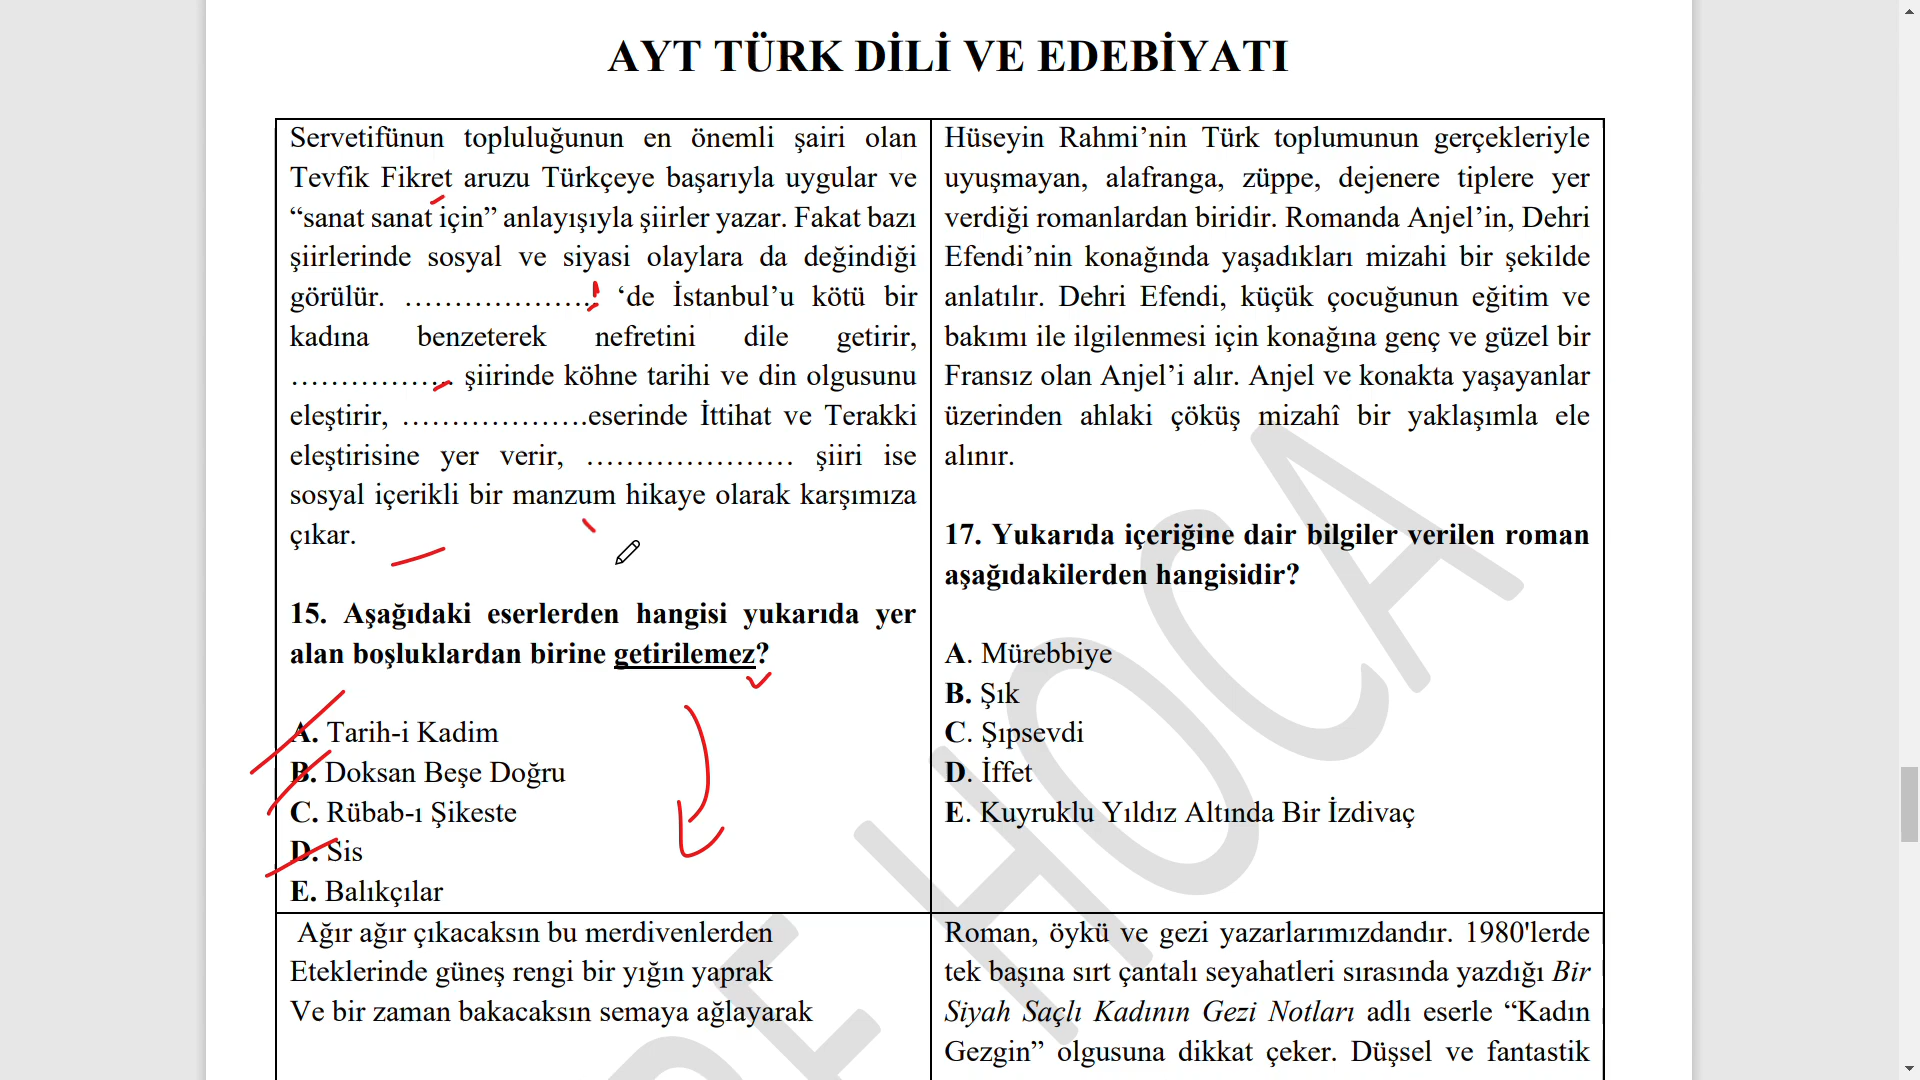 AYT TÜRK DİLİ VE EDEBİYATI
Servetifünun topluluğunun en önemli şairi olan
Tevfik Fikret aruzu Türkçeye başarıyla uygular ve
“sanat sanat için” anlayışıyla şiirler yazar. Fakat bazı
şiirlerinde sosyal ve siyasi olaylara da değindiği
görülür. ………………….. ‘de İstanbul’u kötü bir
kadına benzeterek nefretini dile getirir,
…………….. şiirinde köhne tarihi ve din olgusunu
eleştirir, ……………….eserinde İttihat ve Terakki
eleştirisine yer verir, ………………… şiiri ise
sosyal içerikli bir manzum hikaye olarak karşımıza
çıkar.
15. Aşağıdaki eserlerden hangisi yukarıda yer
alan boşluklardan birine getirilemez?
A. Tarih-i Kadim
B. Doksan Beşe Doğru
C. Rübab-ı Şikeste
D. Sis
E. Balıkçılar
Ağır ağır çıkacaksın bu merdivenlerden
Eteklerinde güneş rengi bir yığın yaprak
Ve bir zaman bakacaksın semaya ağlayarak
Hüseyin Rahmi’nin Türk toplumunun gerçekleriyle
uyuşmayan, alafranga, züppe, dejenere tiplere yer
verdiği romanlardan biridir. Romanda Anjel’in, Dehri
Efendi’nin konağında yaşadıkları mizahi bir şekilde
anlatılır. Dehri Efendi, küçük çocuğunun eğitim ve
bakımı ile ilgilenmesi için konağına genç ve güzel bir
Fransız olan Anjel’i alır. Anjel ve konakta yaşayanlar
üzerinden ahlaki çöküş mizahî bir yaklaşımla ele
alınır.
17. Yukarıda içeriğine dair bilgiler verilen roman
aşağıdakilerden hangisidir?
A. Mürebbiye
B. Şık
C. Şıpsevdi
D. İffet
E. Kuyruklu Yıldız Altında Bir İzdivaç
Roman, öykü ve gezi yazarlarımızdandır. 1980'lerde
tek başına sırt çantalı seyahatleri sırasında yazdığı Bir
Siyah Saçlı Kadının Gezi Notları adlı eserle “Kadın
Gezgin” olgusuna dikkat çeker. Düşsel ve fantastik
HOCA